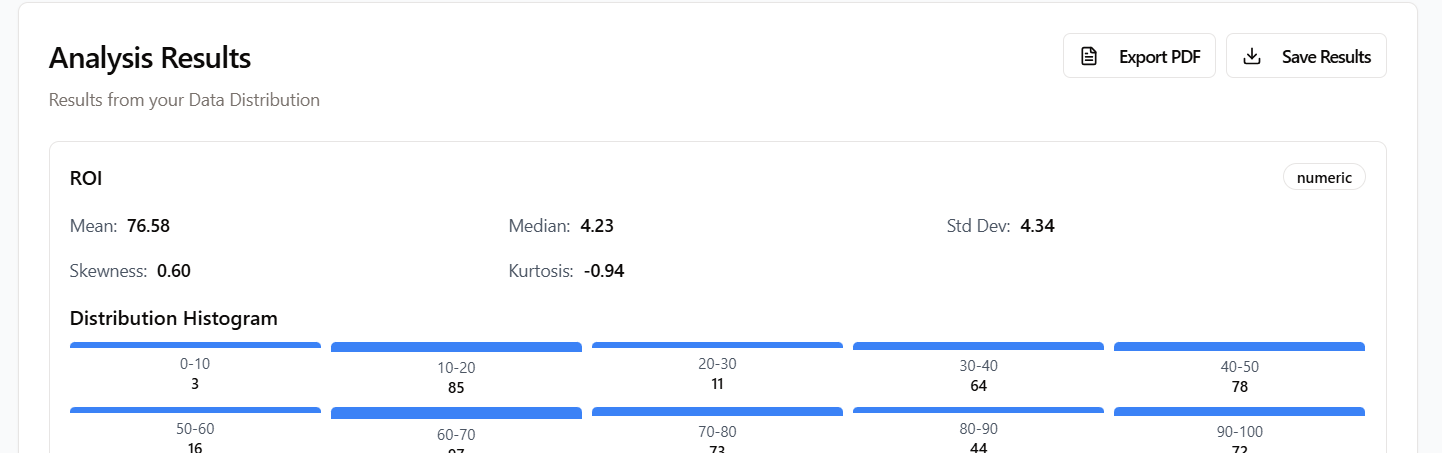 Analysis Results
Export PDF
Save Results
Results from your Data Distribution
ROI
numeric
Mean: 76.58
Median: 4.23
Std Dev: 4.34
Skewness: 0.60
Kurtosis: -0.94
Distribution Histogram
0-10
10-20
20-30
30-40
40-50
3
85
11
64
78
50-60
60-70
70-80
80-90
90-100
16
73
44
72